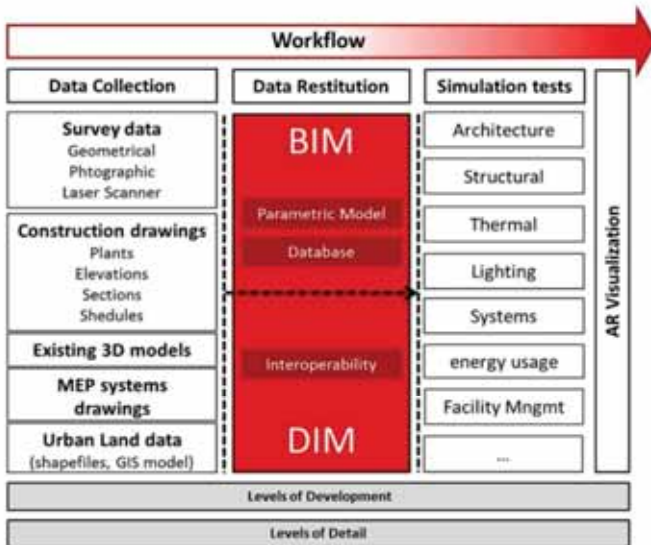 Workflow
Data Collection
Data Restitution
Simulation tests
Survey data
Geometrical
Phtographic
Laser Scanner
Construction drawings
Plants
Elevations
Sections
Shedules
Existing 3D models
MEP systems
drawings
Urban Land data
(shapefiles, GIS model)
BIM
Parametric Model
Database
Interoperability
DIM
Architecture
Structural
Thermal
Lighting
Systems
energy usage
Facility Mngmt
...
AR Visualization
Levels of Development
Levels of Detail